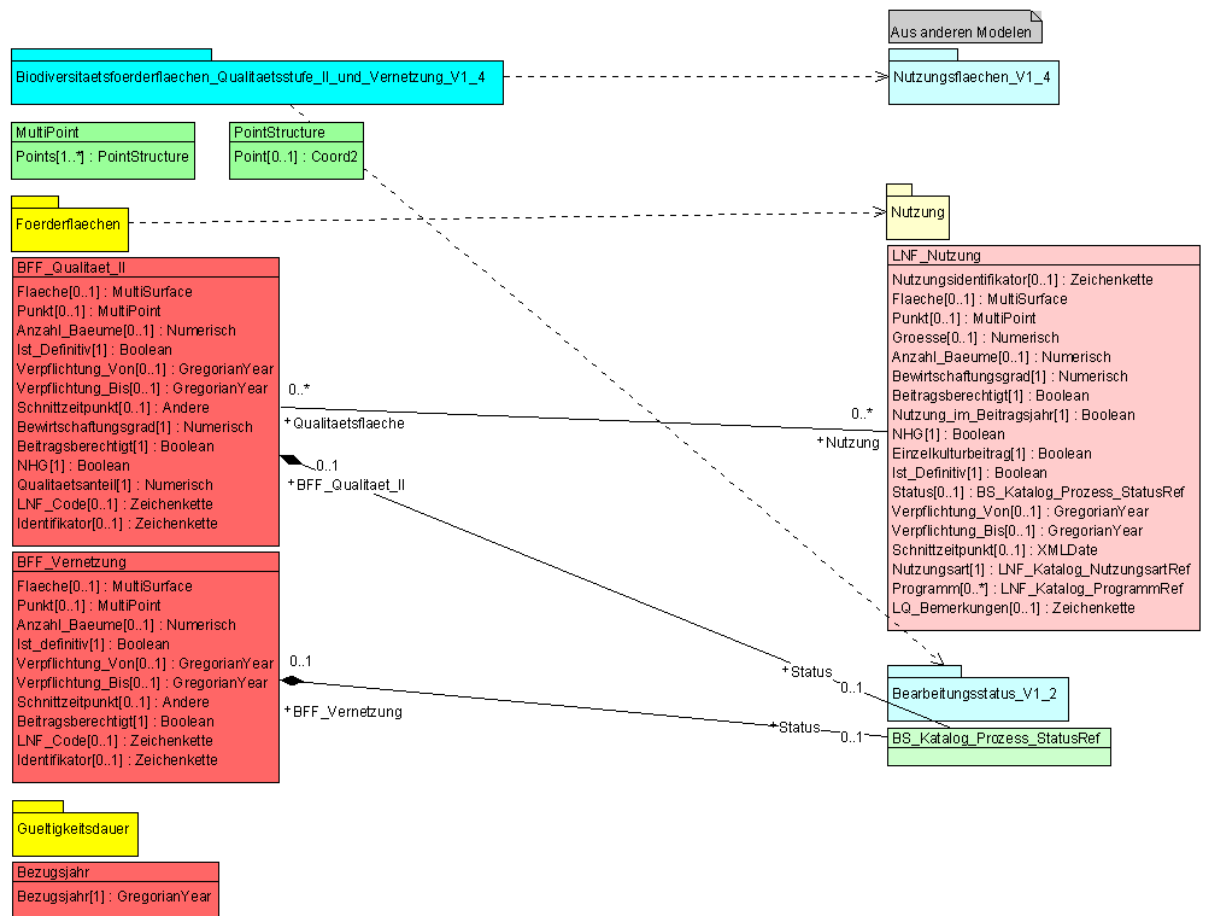 Aus anderen Modelen
Biodiversitaetsfoerderflaechen_Qualitaetsstufe_II_und_Vernetzung_V1_4
Nutzungsflaechen_V1_4
MultiPoint
Points[1..*] : PointStructure
PointStructure
Point[0..1] : Coord2
Foerderflaechen
Nutzung
BFF_Qualitaet_II
Flaeche[0..1] : MultiSurface
Punkt[0..1] : MultiPoint
Anzahl_Baeume[0..1] : Numerisch
Ist_Definitiv[1] : Boolean
Verpflichtung_Von[0..1] : GregorianYear
Verpflichtung_Bis[0..1] : GregorianYear
Schnittzeitpunkt[0..1] : Andere
Bewirtschaftungsgrad[1] : Numerisch
Beitragsberechtigt[1] : Boolean
NHG[1] : Boolean
Qualitaetsanteil[1] : Numerisch
LNF_Code[0..1] : Zeichenkette
Identifikator[0..1] : Zeichenkette
0..*
+Qualitaetsflaeche
0..*
+Nutzung
0..1
+BFF_Qualitaet_II
LNF_Nutzung
Nutzungsidentifikator[0..1] : Zeichenkette
Flaeche[0..1] : MultiSurface
Punkt[0..1] : MultiPoint
Groesse[0..1] : Numerisch
Anzahl_Baeume[0..1] : Numerisch
Bewirtschaftungsgrad[1] : Numerisch
Beitragsberechtigt[1] : Boolean
Nutzung_im_Beitragsjahr[1] : Boolean
NHG[1] : Boolean
Einzelkulturbeitrag[1] : Boolean
Ist_Definitiv[1] : Boolean
Status[0..1] : BS_Katalog_Prozess_StatusRef
Verpflichtung_Von[0..1] : GregorianYear
Verpflichtung_Bis[0..1] : GregorianYear
Schnittzeitpunkt[0..1] : XMLDate
Nutzungsart[1] : LNF_Katalog_NutzungsartRef
Programm[0..*] : LNF_Katalog_ProgrammRef
LQ_Bemerkungen[0..1] : Zeichenkette
BFF_Vernetzung
Flaeche[0..1] : MultiSurface
Punkt[0..1] : MultiPoint
Anzahl_Baeume[0..1] : Numerisch
Ist_definitiv[1] : Boolean
Verpflichtung_Von[0..1] : GregorianYear
Verpflichtung_Bis[0..1] : GregorianYear
Schnittzeitpunkt[0..1] : Andere
Beitragsberechtigt[1] : Boolean
LNF_Code[0..1] : Zeichenkette
Identifikator[0..1] : Zeichenkette
0..1
+BFF_Vernetzung
+Status
0..1
+Status
0..1
Bearbeitungsstatus_V1_2
BS_Katalog_Prozess_StatusRef
Gueltigkeitsdauer
Bezugsjahr
Bezugsjahr[1] : GregorianYear